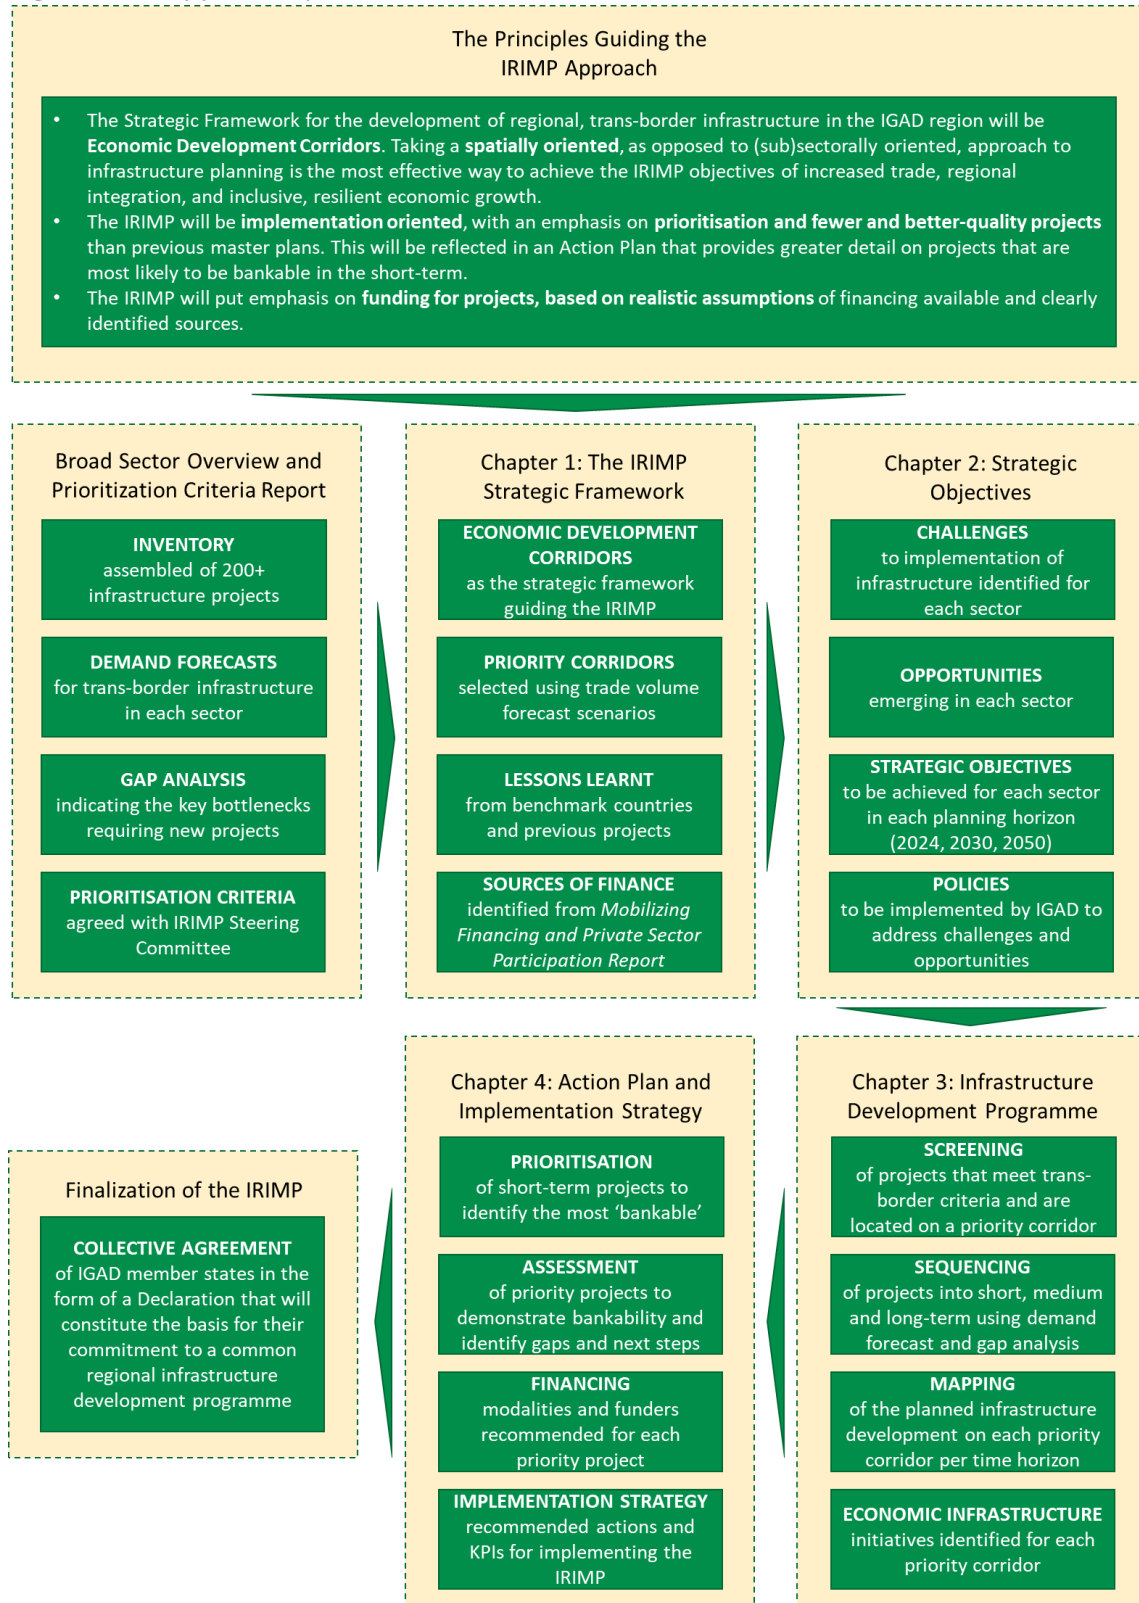 The Principles Guiding the
IRIMP Approach
• The Strategic Framework for the development of regional, trans-border infrastructure in the IGAD region will be
Economic Development Corridors. Taking a spatially oriented, as opposed to (sub)sectorally oriented, approach to
infrastructure planning is the most effective way to achieve the IRIMP objectives of increased trade, regional
integration, and inclusive, resilient economic growth.
• The IRIMP will be implementation oriented, with an emphasis on prioritisation and fewer and better-quality projects
than previous master plans. This will be reflected in an Action Plan that provides greater detail on projects that are
most likely to be bankable in the short-term.
• The IRIMP will put emphasis on funding for projects, based on realistic assumptions of financing available and clearly
identified sources.
Broad Sector Overview and
Prioritization Criteria Report
INVENTORY
assembled of 200+
infrastructure projects
DEMAND FORECASTS
for trans-border infrastructure
in each sector
GAP ANALYSIS
indicating the key bottlenecks
requiring new projects
PRIORITISATION CRITERIA
agreed with IRIMP Steering
Committee
Chapter 1: The IRIMP
Strategic Framework
ECONOMIC DEVELOPMENT
CORRIDORS
as the strategic framework
guiding the IRIMP
PRIORITY CORRIDORS
selected using trade volume
forecast scenarios
LESSONS LEARNT
from benchmark countries
and previous projects
SOURCES OF FINANCE
identified from Mobilizing
Financing and Private Sector
Participation Report
Chapter 2: Strategic
Objectives
CHALLENGES
to implementation of
infrastructure identified for
each sector
OPPORTUNITIES
emerging in each sector
STRATEGIC OBJECTIVES
to be achieved for each sector
in each planning horizon
(2024, 2030, 2050)
POLICIES
to be implemented by IGAD to
address challenges and
opportunities
Chapter 3: Infrastructure
Development Programme
SCREENING
of projects that meet trans-
border criteria and are
located on a priority corridor
SEQUENCING
of projects into short, medium
and long-term using demand
forecast and gap analysis
MAPPING
of the planned infrastructure
development on each priority
corridor per time horizon
ECONOMIC INFRASTRUCTURE
initiatives identified for each
priority corridor
Chapter 4: Action Plan and
Implementation Strategy
PRIORITISATION
of short-term projects to
identify the most ‘bankable’
ASSESSMENT
of priority projects to
demonstrate bankability and
identify gaps and next steps
FINANCING
modalities and funders
recommended for each
priority project
IMPLEMENTATION STRATEGY
recommended actions and
KPIs for implementing the
IRIMP
Finalization of the IRIMP
COLLECTIVE AGREEMENT
of IGAD member states in the
form of a Declaration that will
constitute the basis for their
commitment to a common
regional infrastructure
development programme